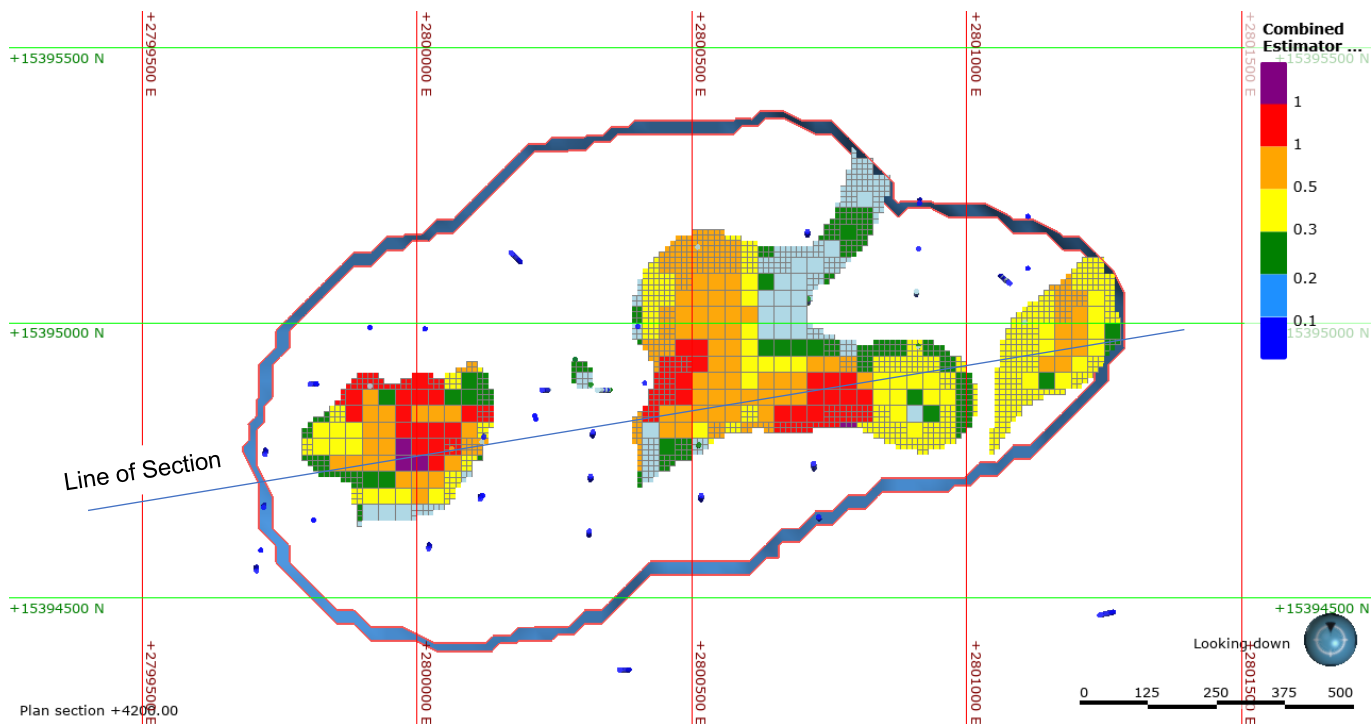 +2799500 E
+2800000 E
+2800500 E
+2801000 E
+2801500 E
Combined
Estimator ...
+15395500 N
+15395500 N
1
1
0.5
0.3
0.2
0.1
+15395000 N
+15395000 N
Line of Section
+15394500 N
+15394500 N
Looking down
+2799500 E
+2800000 E
+2800500 E
+2801000 E
+2801500 E
0
125
250
375
500
Plan section +4200.00